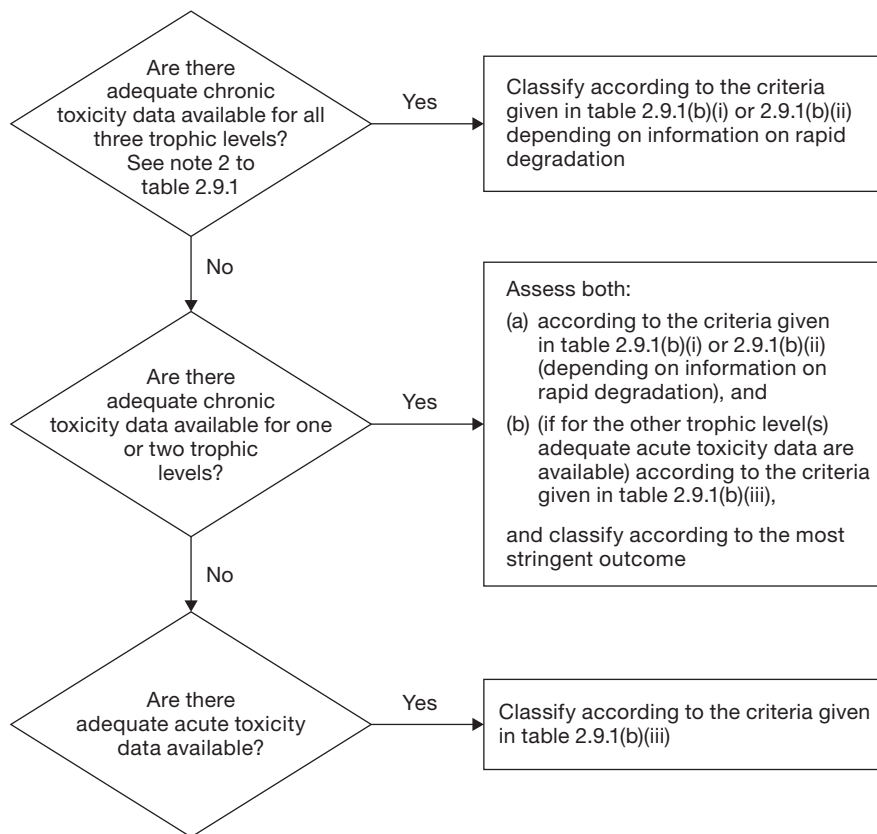 Are there
adequate chronic
toxicity data available for all
three trophic levels?
See note 2 to
table 2.9.1
Yes
Classify according to the criteria
given in table 2.9.1(b)(i) or 2.9.1(b)(ii)
depending on information on rapid
degradation
No
Are there
adequate chronic
toxicity data available for one
or two trophic
levels?
Yes
Assess both:
(a) according to the criteria given
in table 2.9.1(b)(i) or 2.9.1(b)(ii)
(depending on information on
rapid degradation), and
(b) (if for the other trophic level(s)
adequate acute toxicity data are
available) according to the criteria
given in table 2.9.1(b)(iii),
and classify according to the most
stringent outcome
No
Are there
adequate acute toxicity
data available?
Yes
Classify according to the criteria given
in table 2.9.1(b)(iii)